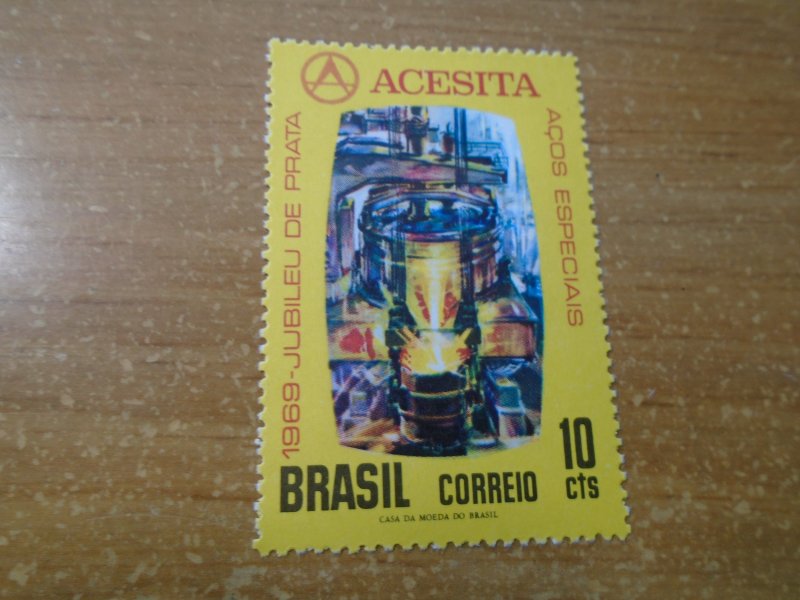 ACESITA
1969-JUBILEU DE PRATA
AÇOS ESPECIAIS
BRASIL CORREIO 10 cts
CASA DA MOEDA DO BRASIL